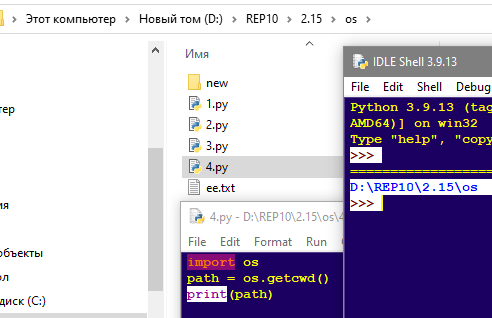 Этот компьютер > Новый том (D:) > REP10 > 2.15 > os >
Имя
new
1.py
2.py
3.py
4.py
ee.txt
тер
ия
объекты
ол
диск (C:)
IDLE Shell 3.9.13
File Edit Shell Debug
Python 3.9.13 (tag
AMD64)] on win32
Type "help", "copy
>>>
D:\REP10\2.15\os
>>>
4.py - D:\REP10\2.15\os\4
File Edit Format Run
import os
path = os.getcwd()
print(path)